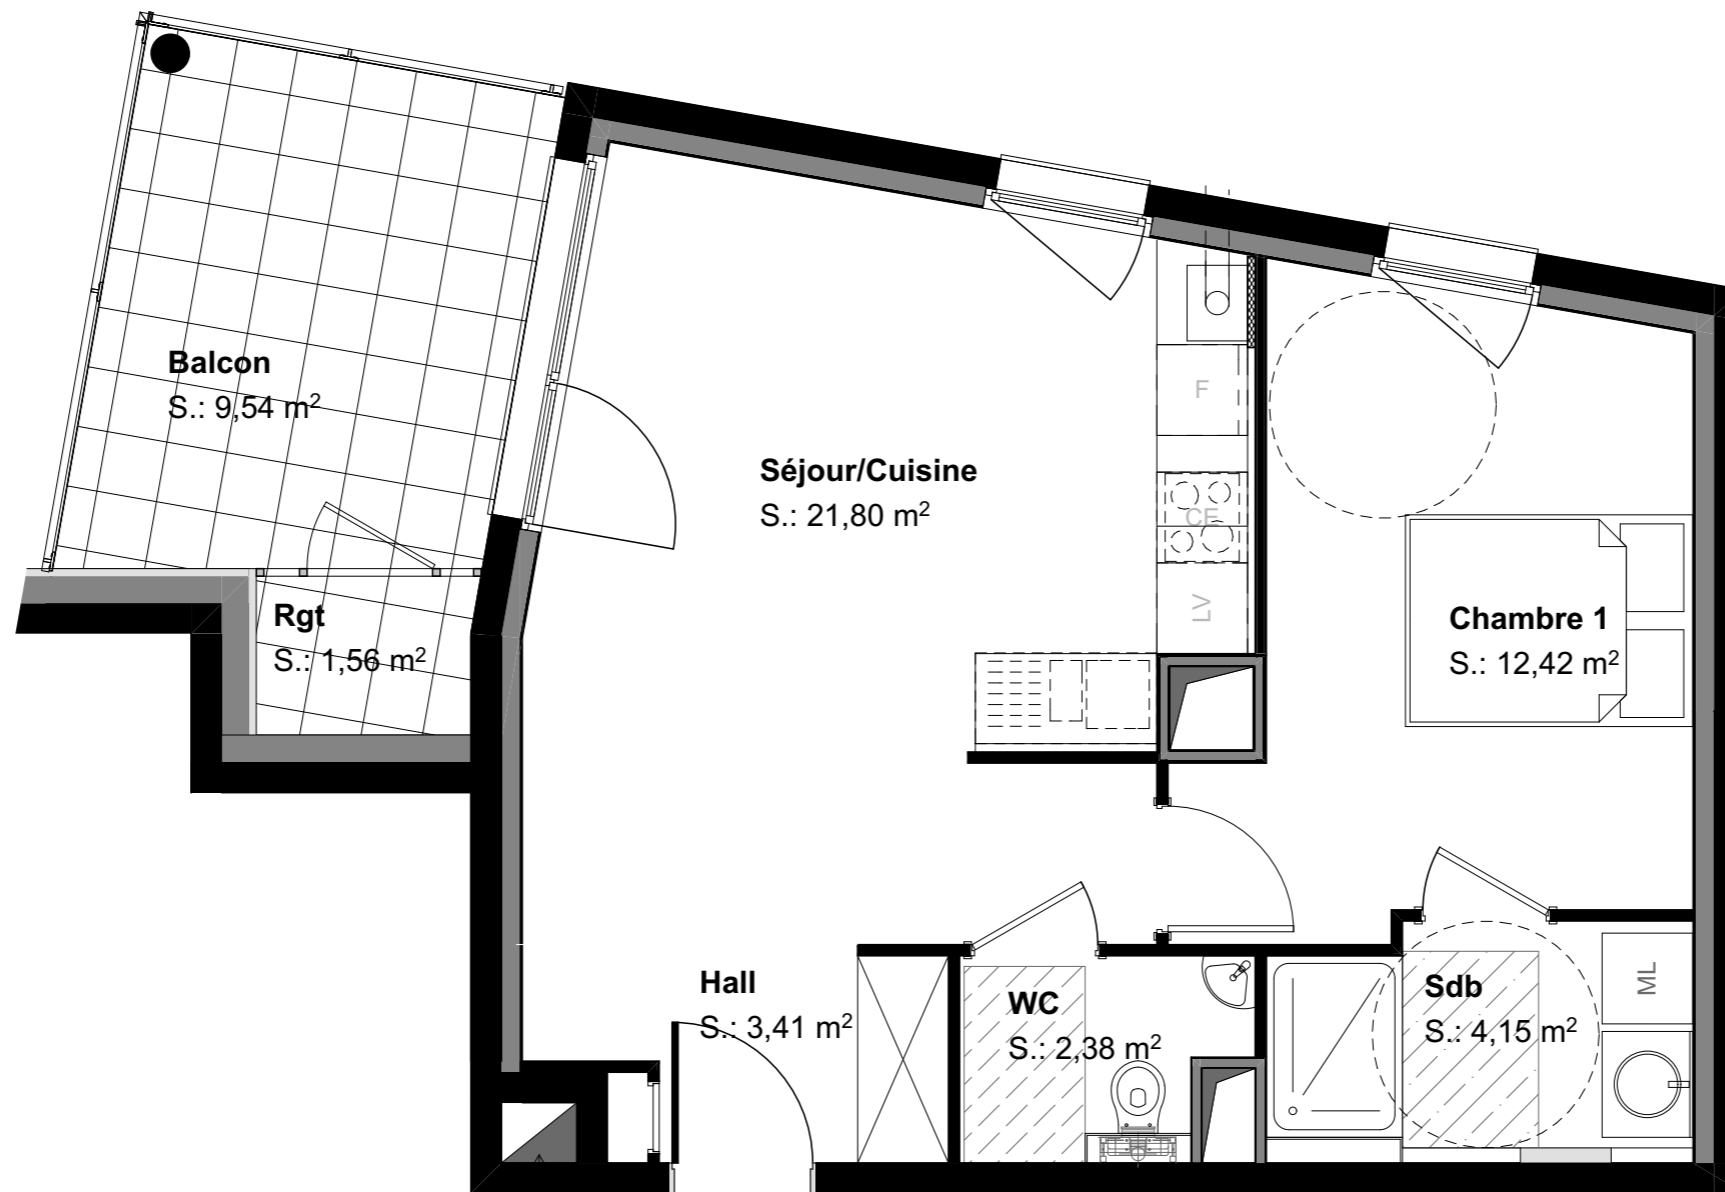 Balcon
S.: 9,54 m²
Séjour/Cuisine
S.: 21,80 m²
F
CE
LV
Rgt
S.: 1,56 m²
Chambre 1
S.: 12,42 m²
Hall
S.: 3,41 m²
WC
S.: 2,38 m²
Sdb
S.: 4,15 m²
ML